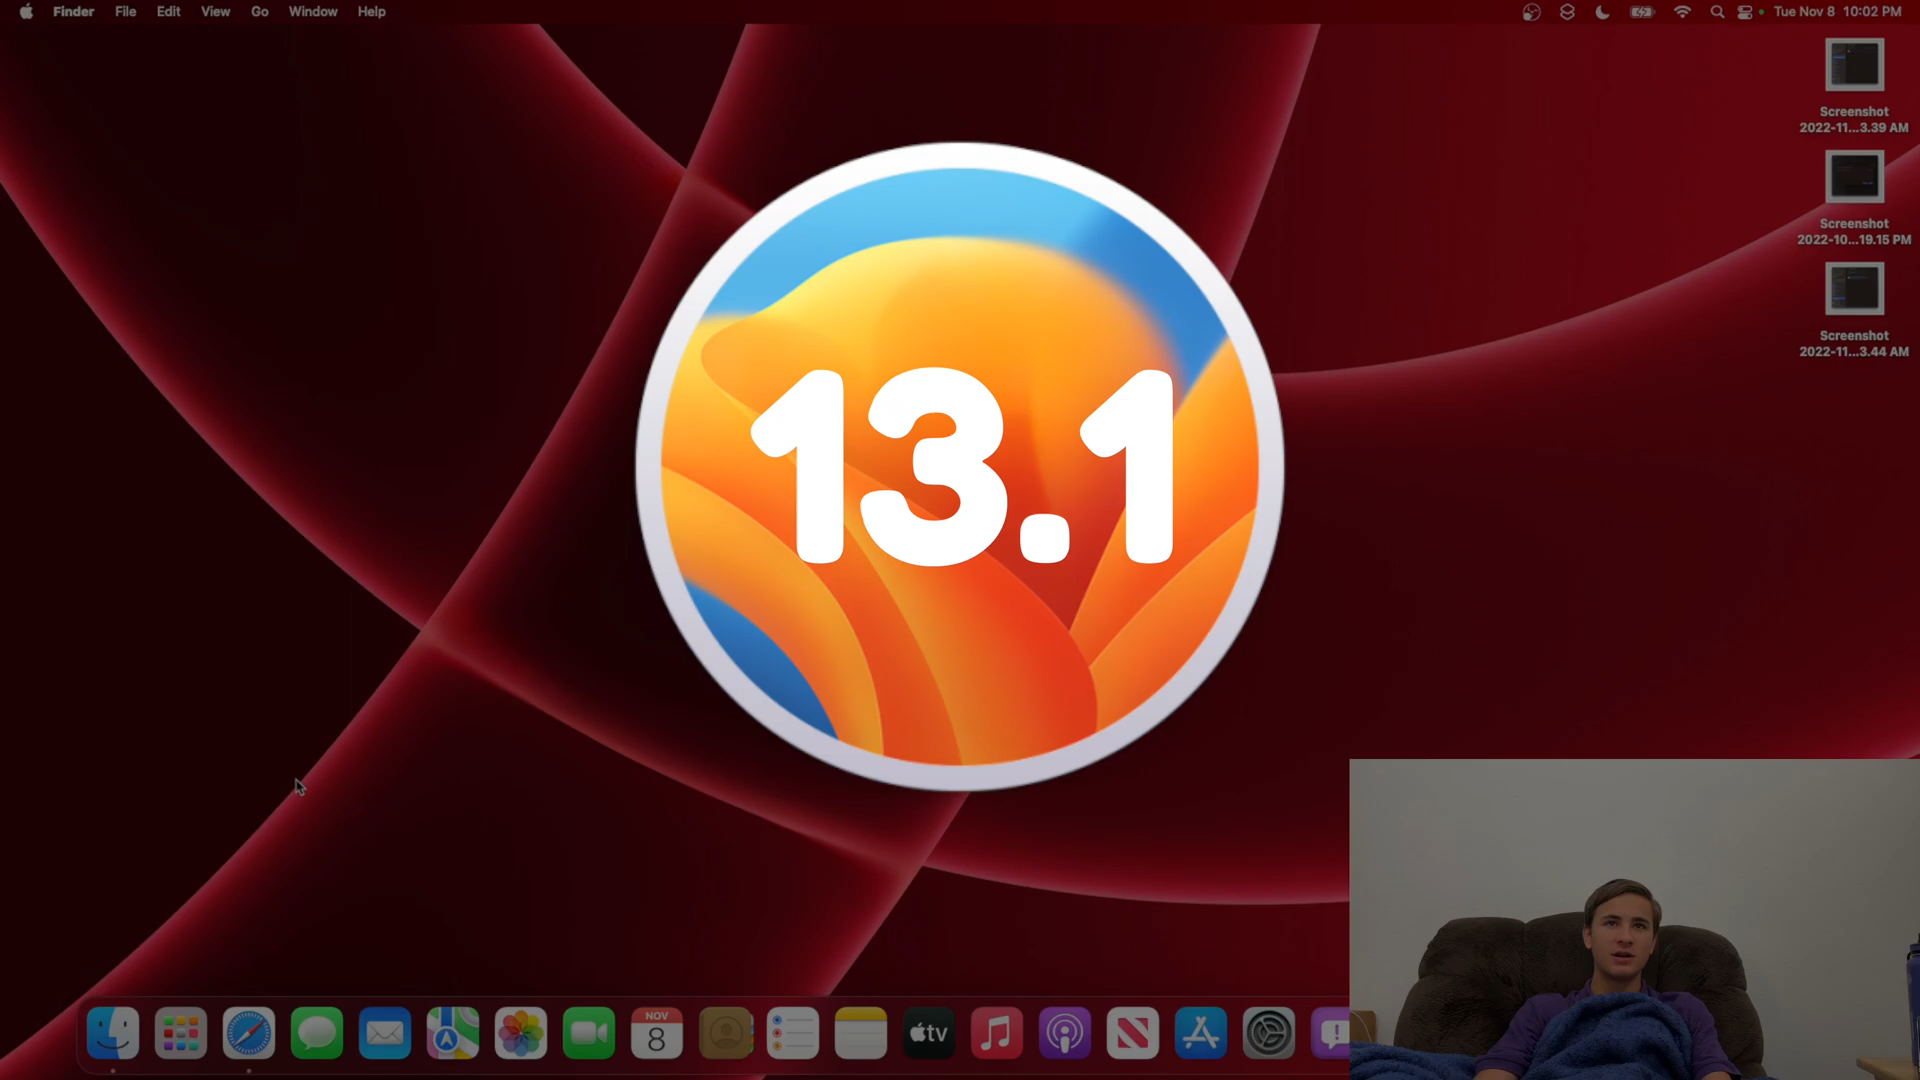 Finder File Edit View Go Window Help
Tue Nov 8 10:02 PM
Screenshot
2022-11...3.39 AM
Screenshot
2022-10...19.15 PM
Screenshot
2022-11...3.44 AM
13.1
NOV
8
tv